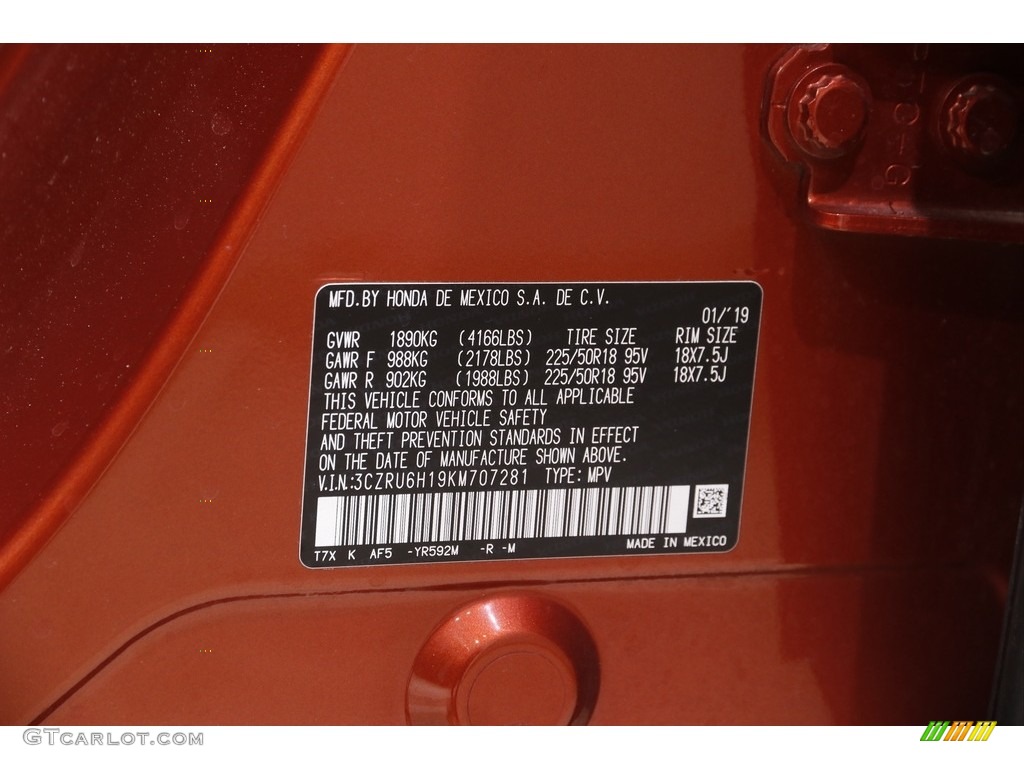 MFD.BY HONDA DE MEXICO S.A. DE C.V.
01/'19
GVWR 1890KG (4166LBS) TIRE SIZE RIM SIZE
GAWR F 988KG (2178LBS) 225/50R18 95V 18X7.5J
GAWR R 902KG (1988LBS) 225/50R18 95V 18X7.5J
THIS VEHICLE CONFORMS TO ALL APPLICABLE
FEDERAL MOTOR VEHICLE SAFETY
AND THEFT PREVENTION STANDARDS IN EFFECT
ON THE DATE OF MANUFACTURE SHOWN ABOVE.
V.I.N:3CZRU6H19KM707281 TYPE: MPV
T7X K AF5 -YR592M -R -M MADE IN MEXICO
GTCarlot.com